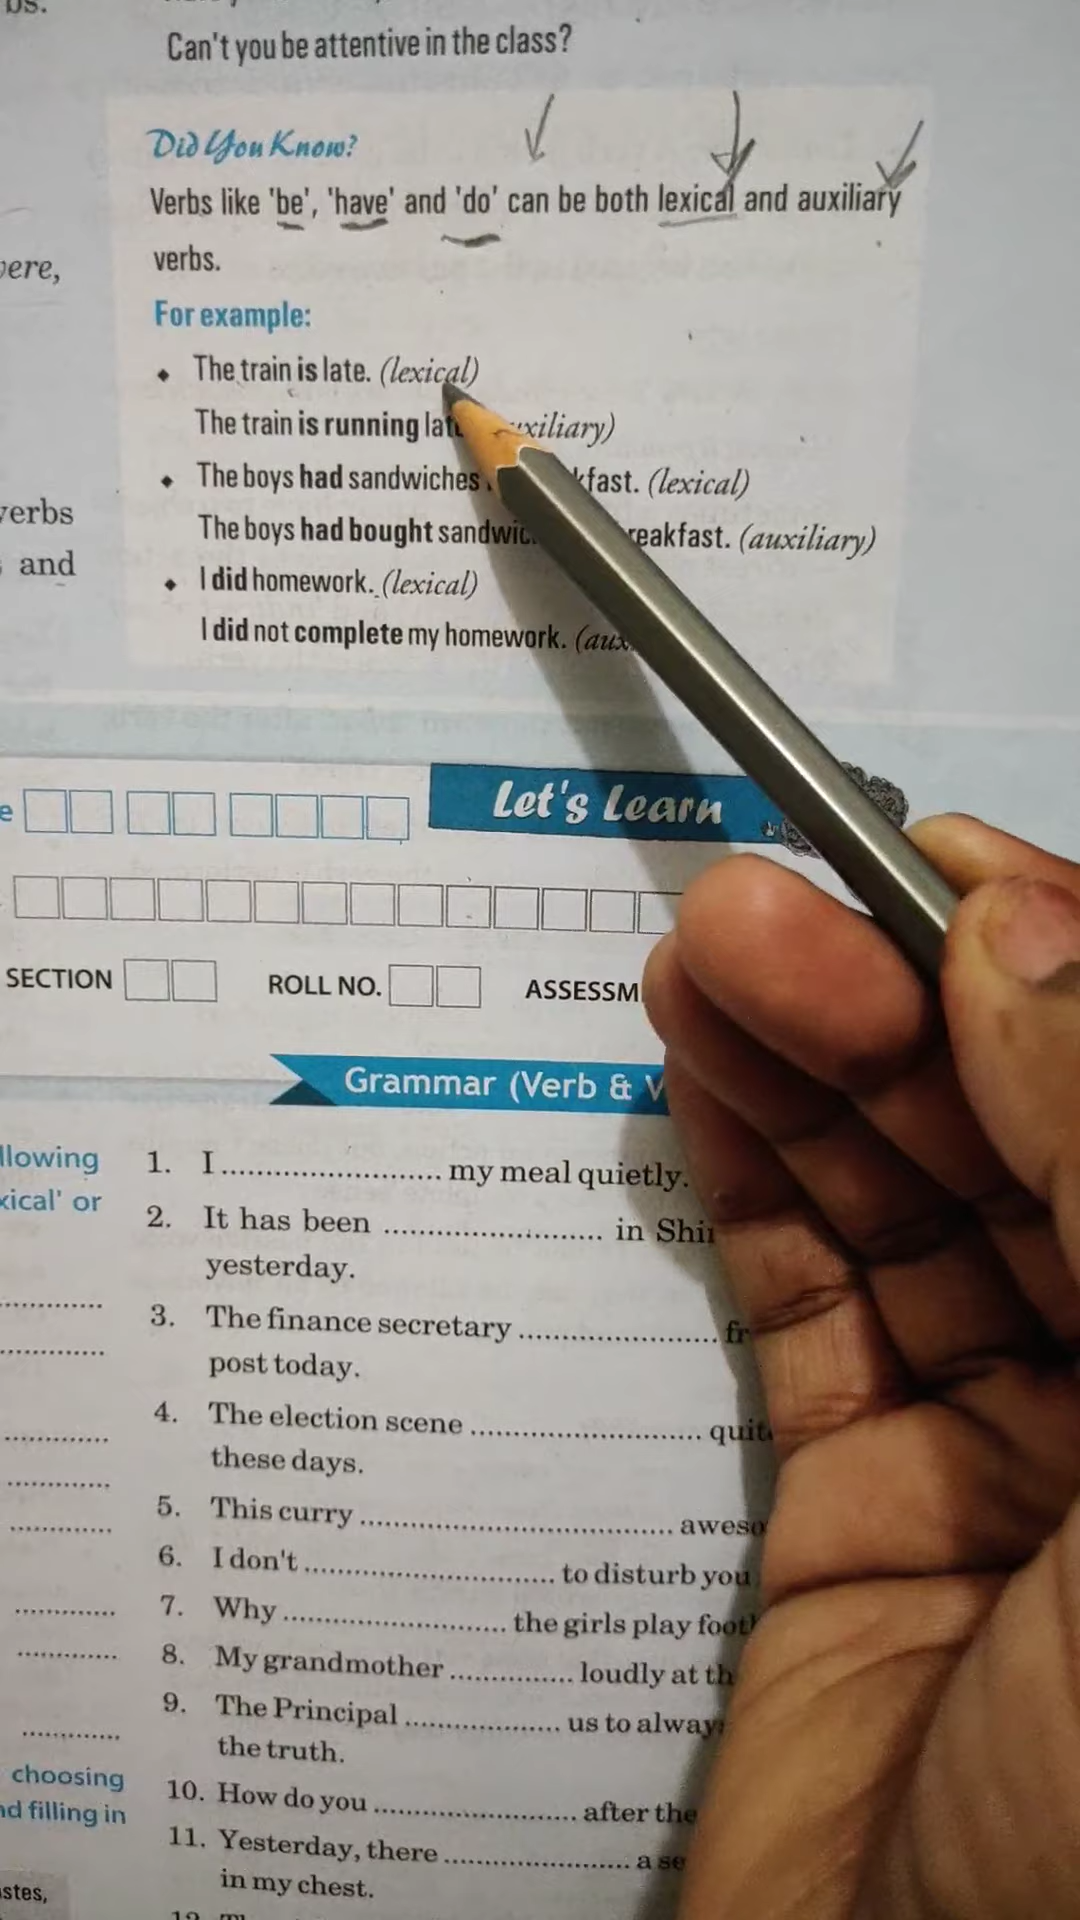 bs.
Can't you be attentive in the class?
Did You Know?
Verbs like 'be', 'have' and 'do' can be both lexical and auxiliary
verbs.
For example:
The train is late. (lexical)
The train is running
The boys had sandwiches (lexical)
The boys had bought (auxiliary)
I did homework. (lexical)
I did not complete my homework.
ere,
verbs
and
Let's Learn
e
SECTION ROLL NO.
Grammar (Verb &
llowing
xical' or
1. I .................... my meal quietly.
2. It has been .................... in
yesterday.
3. The finance secretary ....................
post today.
4. The election scene ....................
these days.
5. This curry ....................
6. I don't .................... to disturb you
7. Why .................... the girls play
8. My grandmother .............. loudly at
9. The Principal .................. us to
the truth.
choosing
nd filling in
10. How do you .................... after the
11. Yesterday, there .................... a
in my chest.
stes,